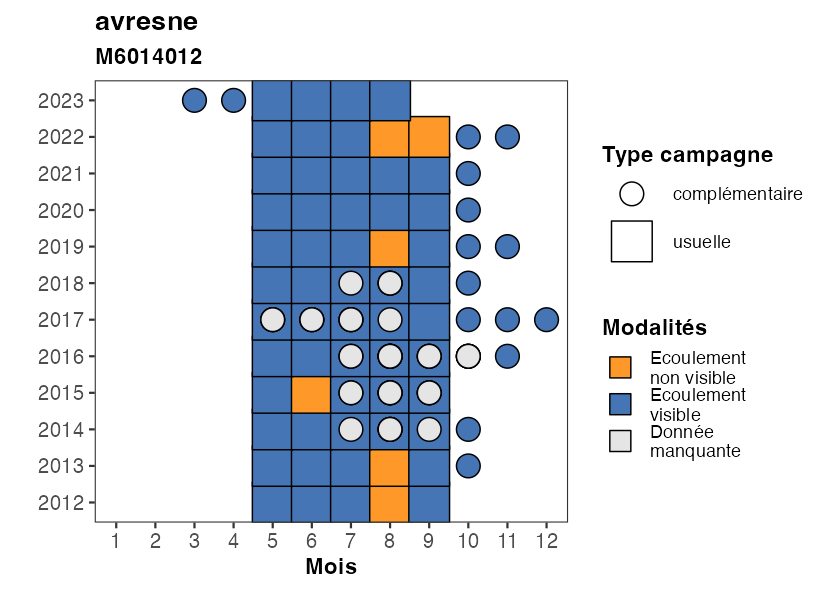 avresne
M6014012
2023
2022
2021
2020
2019
2018
2017
2016
2015
2014
2013
2012
1 2 3 4 5 6 7 8 9 10 11 12
Mois
Type campagne
complémentaire
usuelle
Modalités
Ecoulement
non visible
Ecoulement
visible
Donnée
manquante